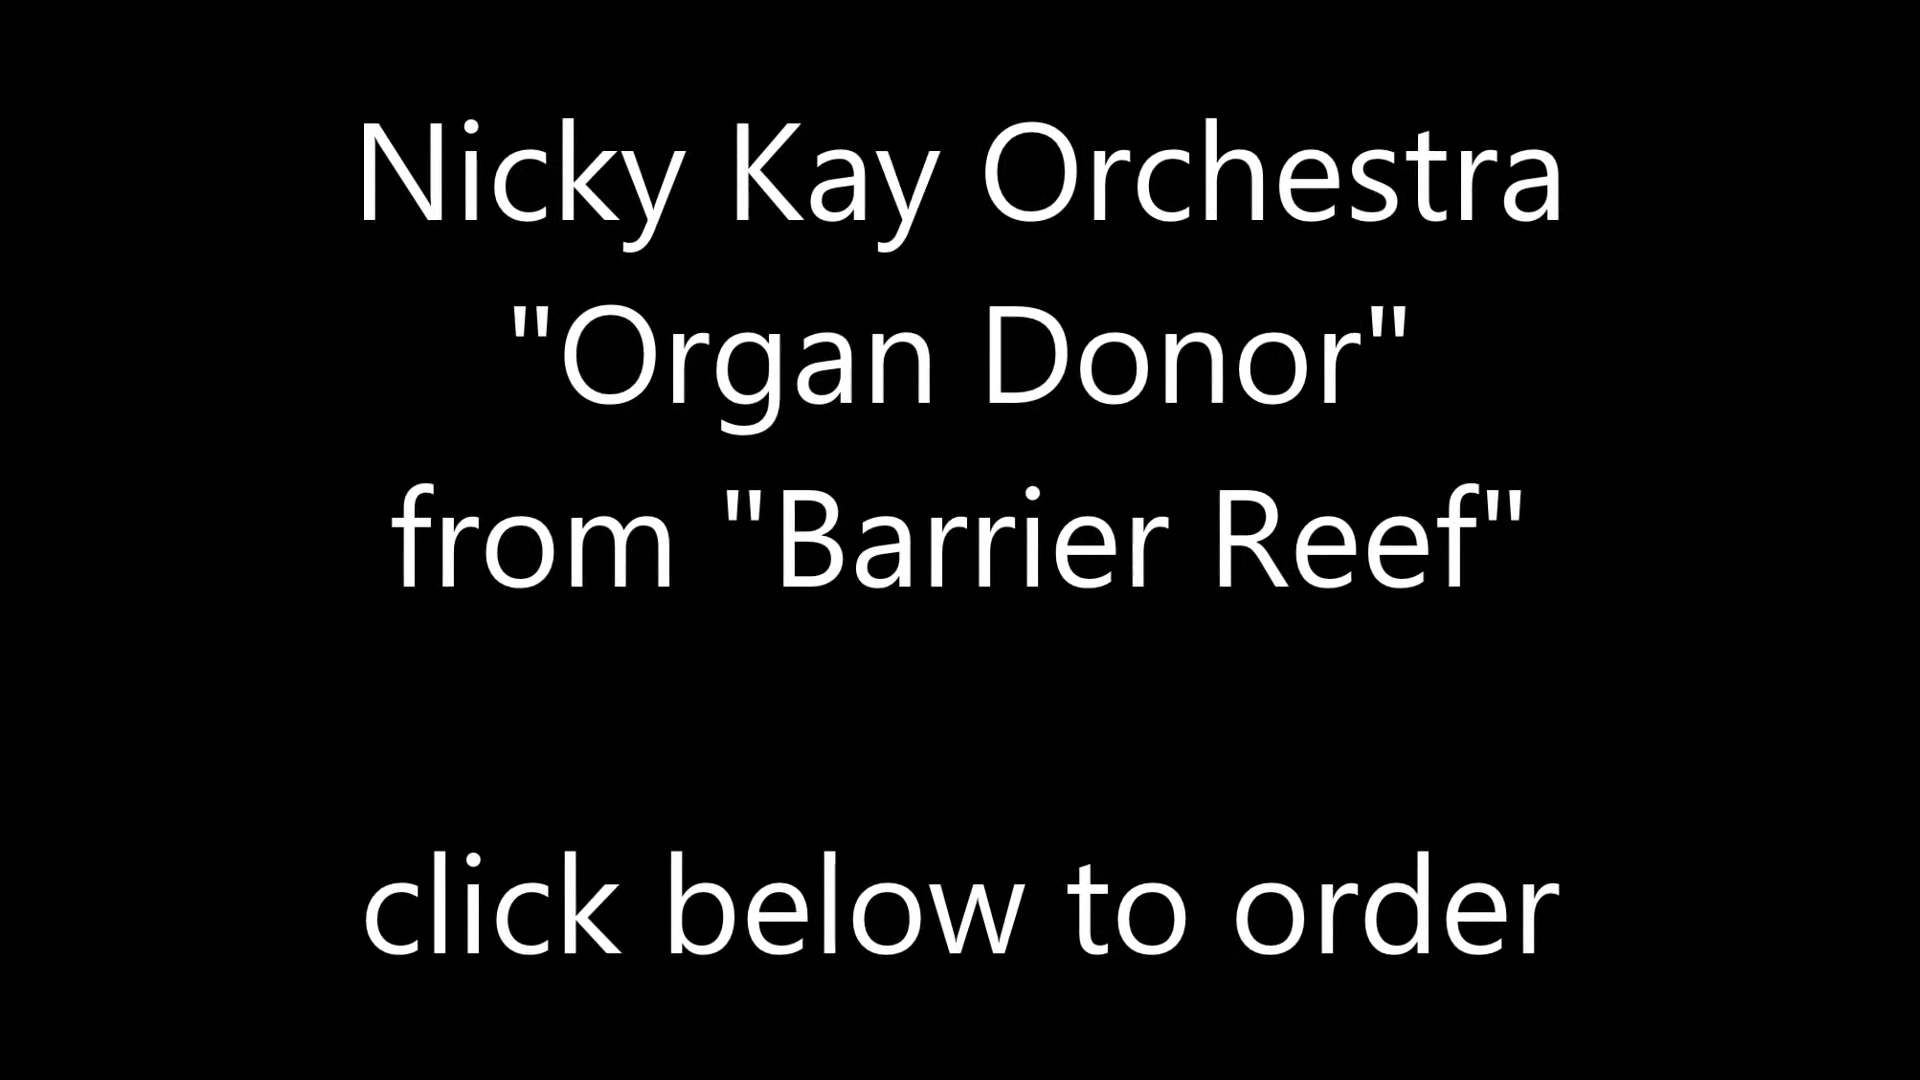 Nicky Kay Orchestra
"Organ Donor"
from "Barrier Reef"
click below to order